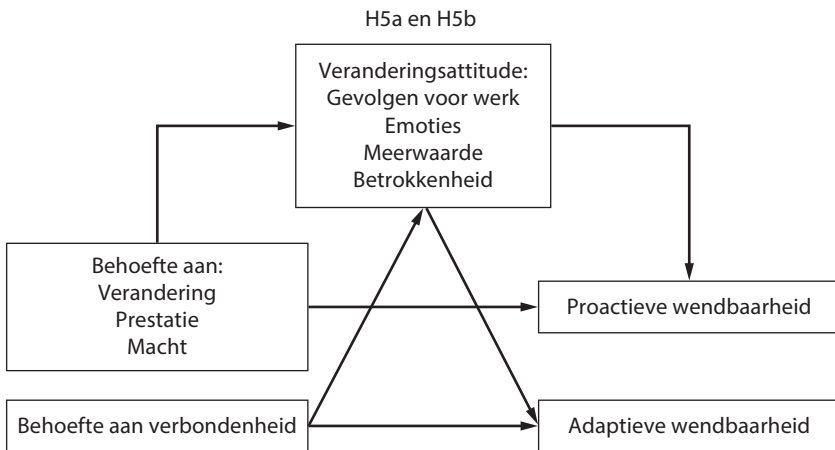 H5a en H5b
Veranderingsattitude:
Gevolgen voor werk
Emoties
Meerwaarde
Betrokkenheid
Behoefte aan:
Verandering
Prestatie
Macht
Proactieve wendbaarheid
Behoefte aan verbondenheid
Adaptieve wendbaarheid